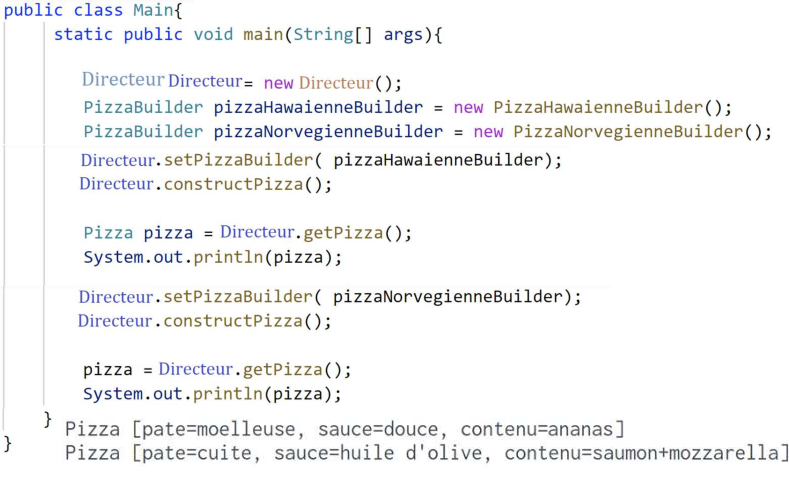 public class Main{
static public void main(String[] args){
Directeur Directeur= new Directeur();
PizzaBuilder pizzaHawaienneBuilder = new PizzaHawaienneBuilder();
PizzaBuilder pizzaNorvegienneBuilder = new PizzaNorvegienneBuilder();
Directeur.setPizzaBuilder( pizzaHawaienneBuilder);
Directeur.constructPizza();
Pizza pizza = Directeur.getPizza();
System.out.println(pizza);
Directeur.setPizzaBuilder( pizzaNorvegienneBuilder);
Directeur.constructPizza();
pizza = Directeur.getPizza();
System.out.println(pizza);
}
Pizza [pate=moelleuse, sauce=douce, contenu=ananas]
}
Pizza [pate=cuite, sauce=huile d'olive, contenu=saumon+mozzarella]